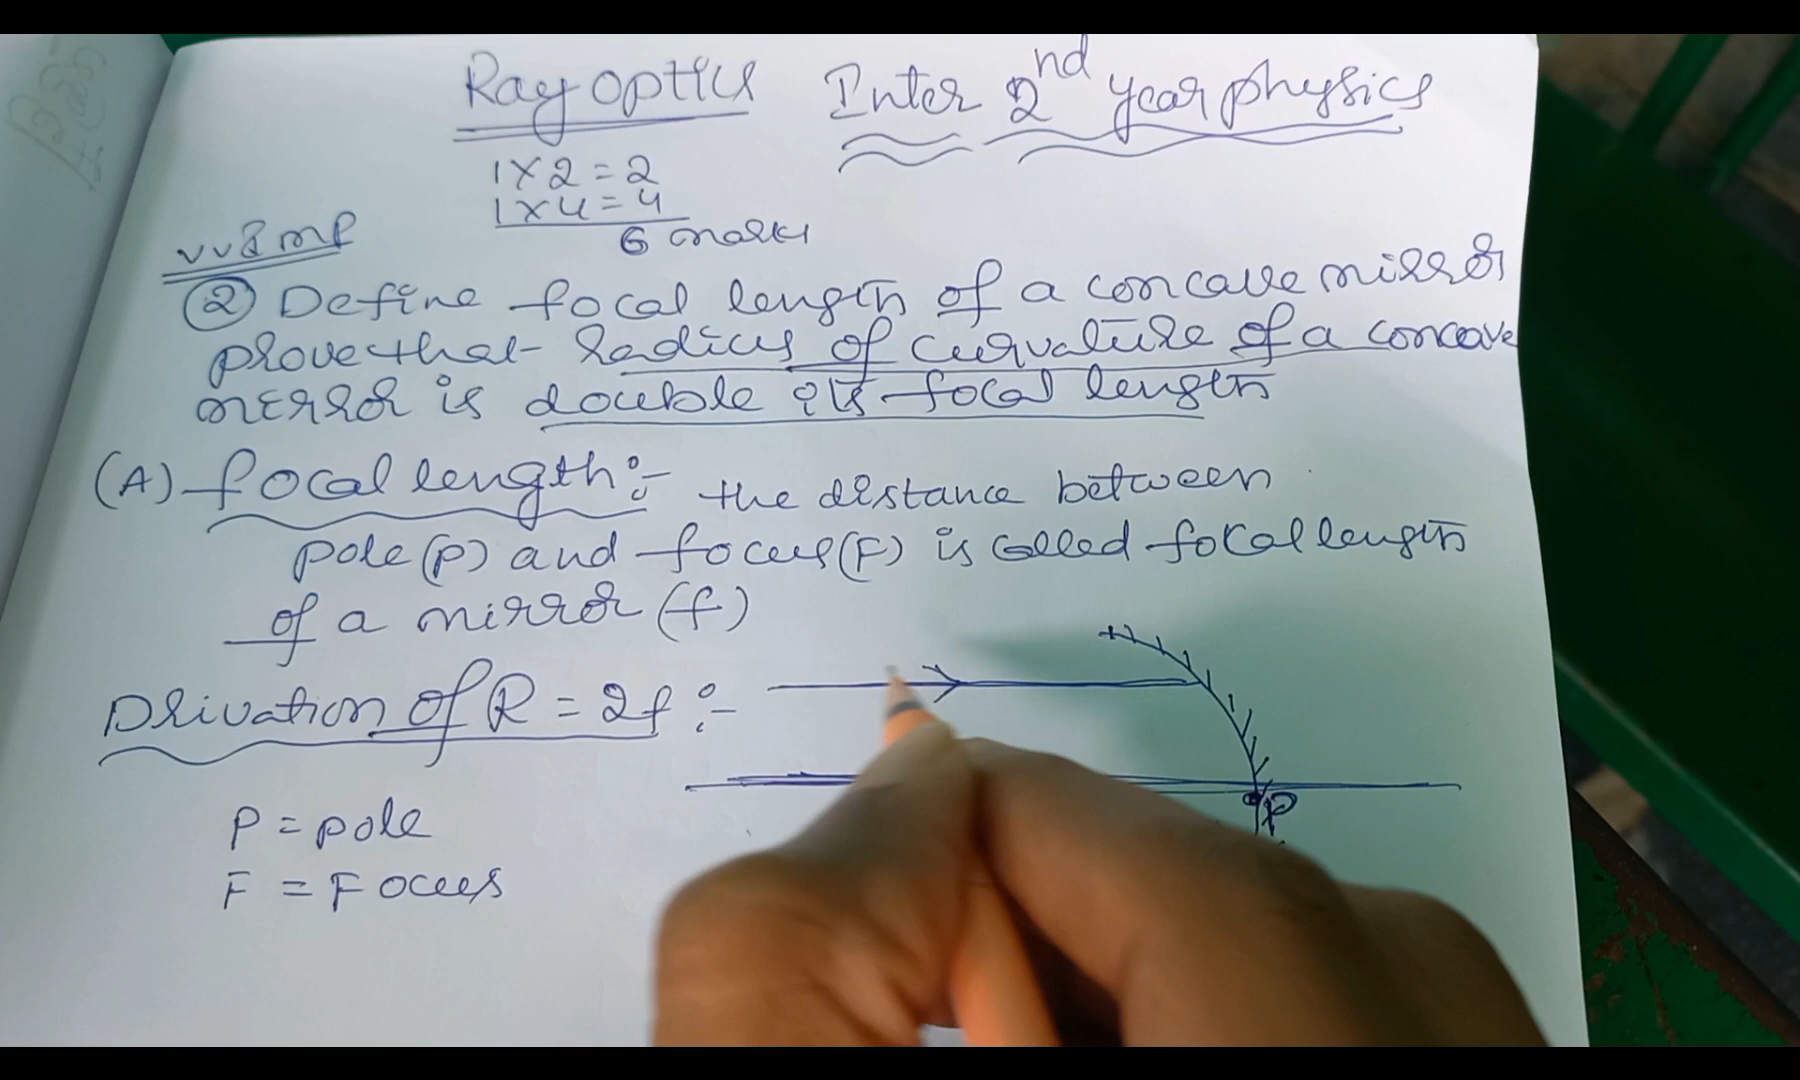 Ray optics Inter 2nd year physics
1 X 2 = 2
1 X 4 = 4
6 marks
vv Imp
(2) Define focal length of a concave mirror
prove that radius of curvature of a concave
mirror is double its focal length
(A) focal length :- the distance between
pole (p) and focus (F) is called focal length
of a mirror (f)
Drivation of R = 2f :-
P
P = pole
F = Focus